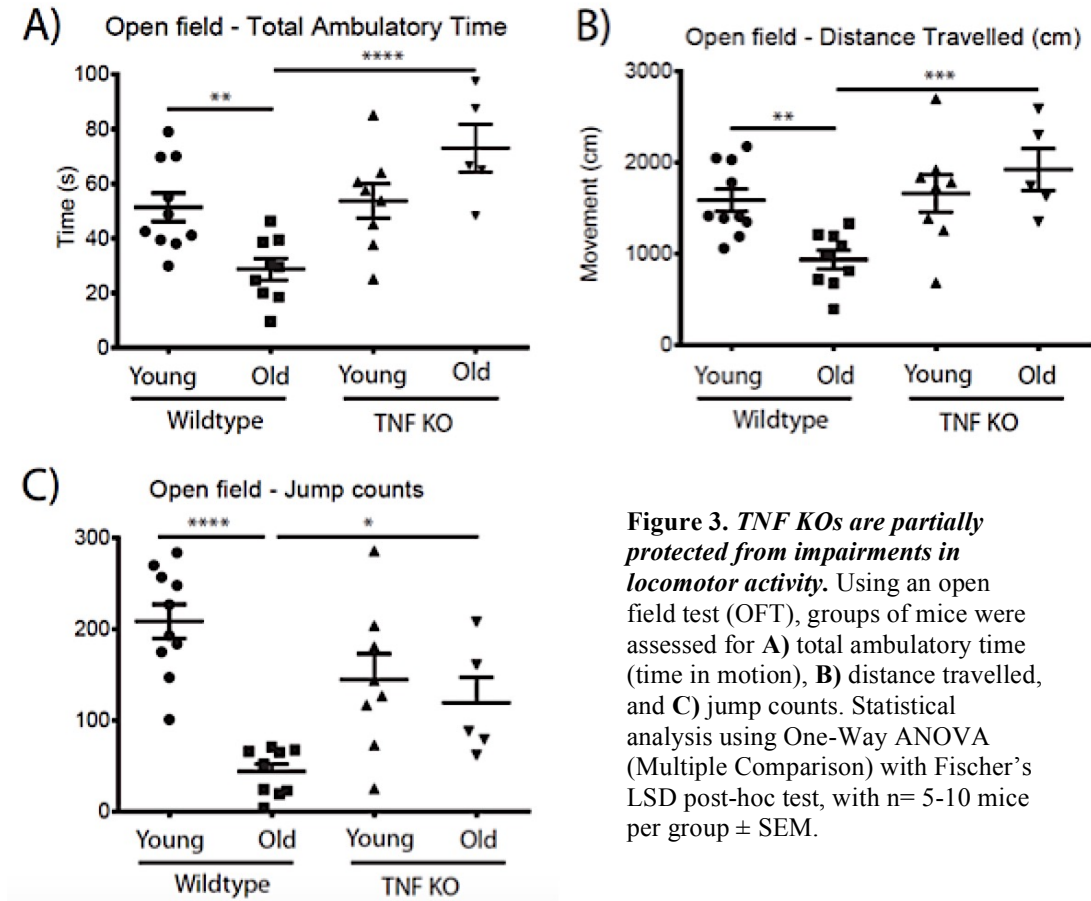 A)
Open field - Total Ambulatory Time
****
**
100
80
60
40
20
0
Time (s)
Young
Old
Young
Old
Wildtype
TNF KO
B)
Open field - Distance Travelled (cm)
***
**
3000
2000
1000
0
Movement (cm)
Young
Old
Young
Old
Wildtype
TNF KO
C)
Open field - Jump counts
****
*
300
200
100
0
Young
Old
Young
Old
Wildtype
TNF KO
Figure 3. TNF KOs are partially
protected from impairments in
locomotor activity. Using an open
field test (OFT), groups of mice were
assessed for A) total ambulatory time
(time in motion), B) distance travelled,
and C) jump counts. Statistical
analysis using One-Way ANOVA
(Multiple Comparison) with Fischer's
LSD post-hoc test, with n= 5-10 mice
per group ± SEM.